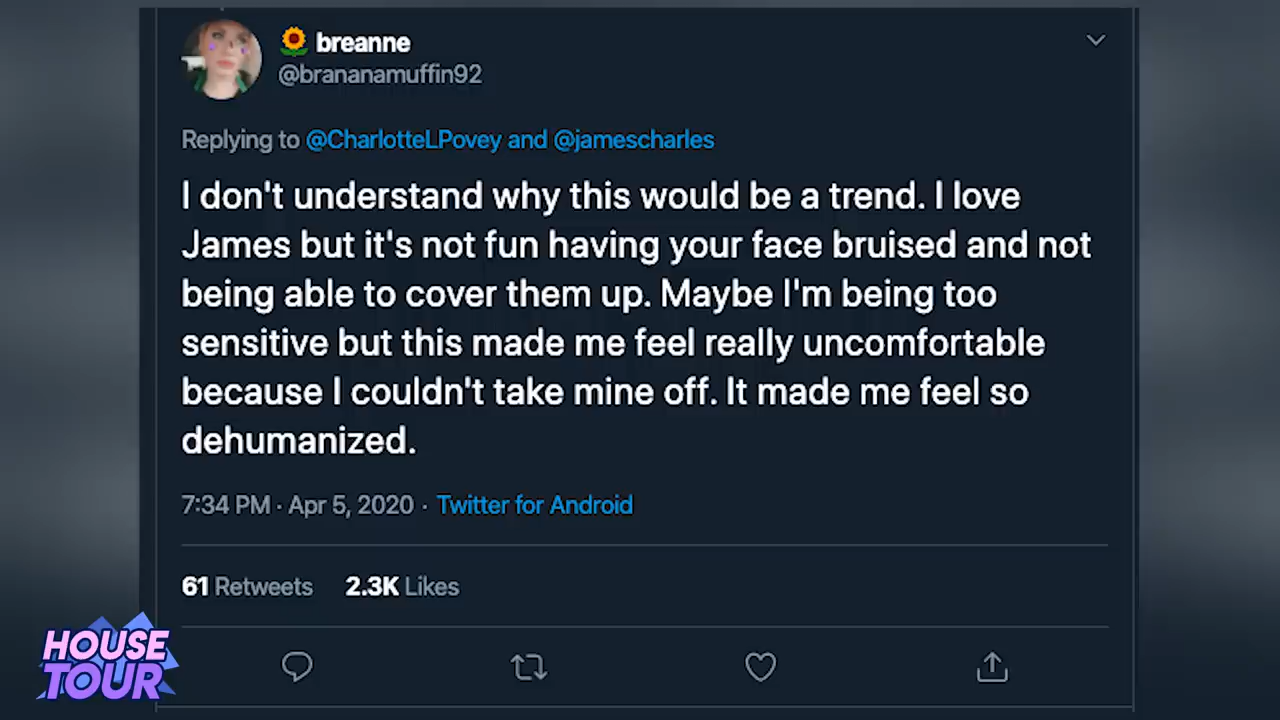 🌻 breanne
@brananamuffin92
Replying to @CharlotteLPovey and @jamescharles
I don't understand why this would be a trend. I love
James but it's not fun having your face bruised and not
being able to cover them up. Maybe I'm being too
sensitive but this made me feel really uncomfortable
because I couldn't take mine off. It made me feel so
dehumanized.
7:34 PM · Apr 5, 2020 · Twitter for Android
61 Retweets 2.3K Likes
HOUSE
TOUR